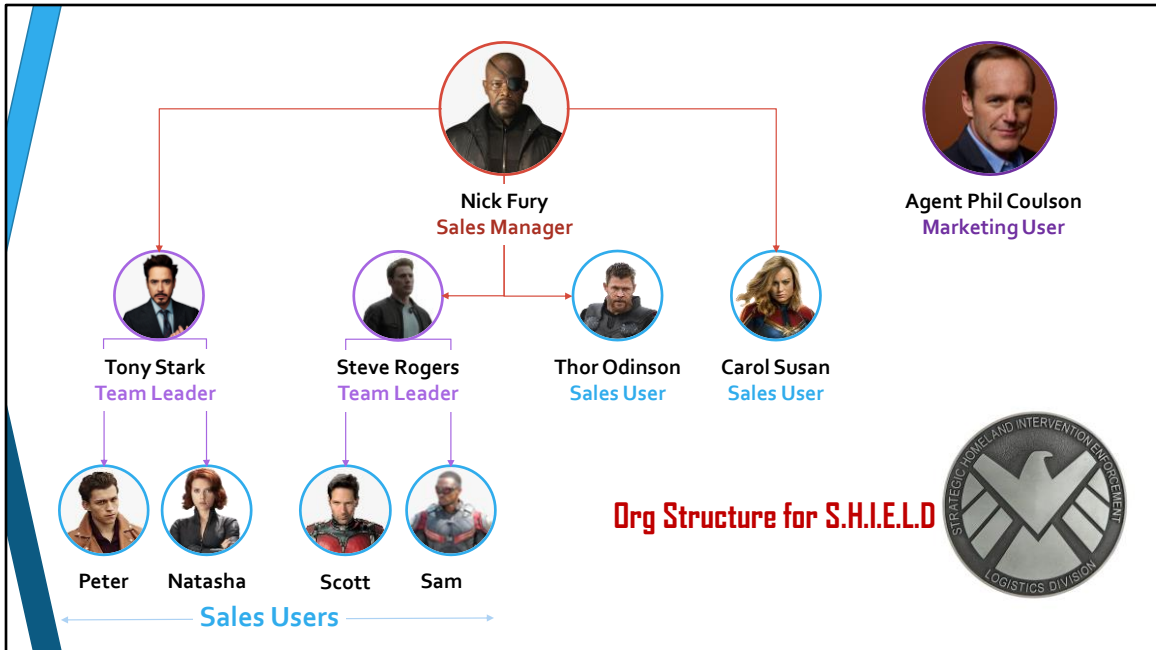 Nick Fury
Sales Manager
Agent Phil Coulson
Marketing User
Tony Stark
Team Leader
Steve Rogers
Team Leader
Thor Odinson
Sales User
Carol Susan
Sales User
Peter
Natasha
Scott
Sam
Sales Users
Org Structure for S.H.I.E.L.D
STRATEGIC HOMELAND INTERVENTION ENFORCEMENT
LOGISTICS DIVISION